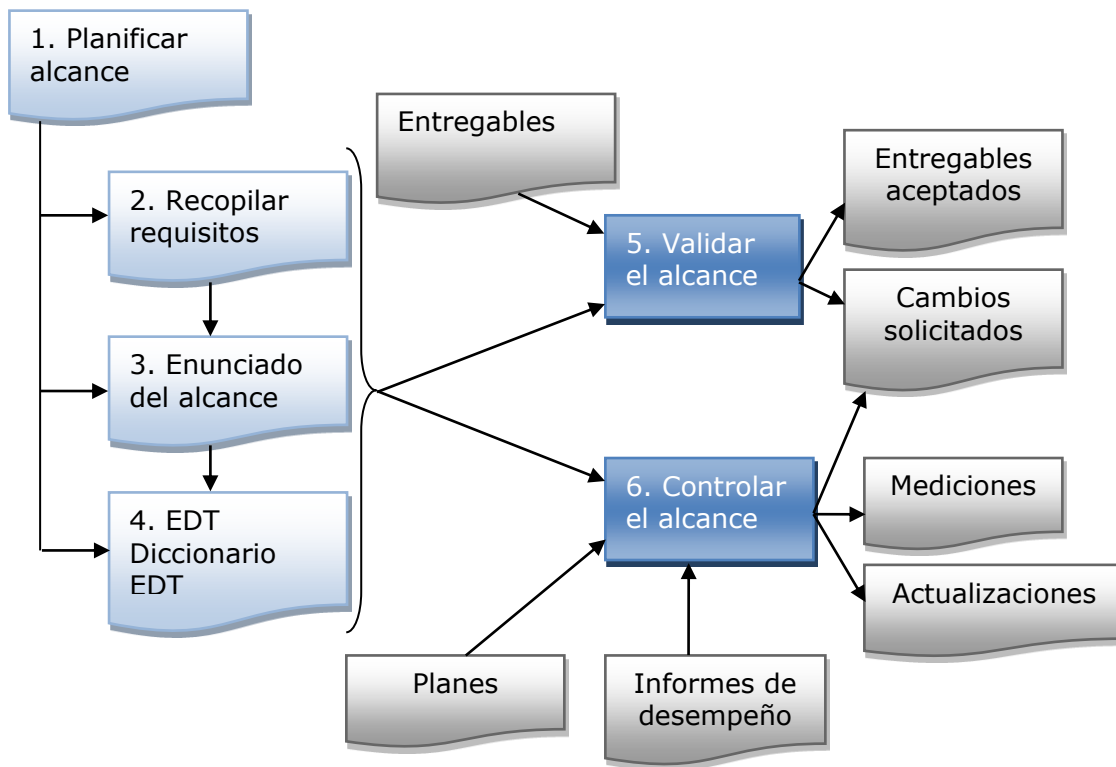 1. Planificar
alcance
Entregables
Entregables
aceptados
2. Recopilar
requisitos
5. Validar
el alcance
Cambios
solicitados
3. Enunciado
del alcance
6. Controlar
el alcance
Mediciones
4. EDT
Diccionario
EDT
Actualizaciones
Planes
Informes de
desempeño